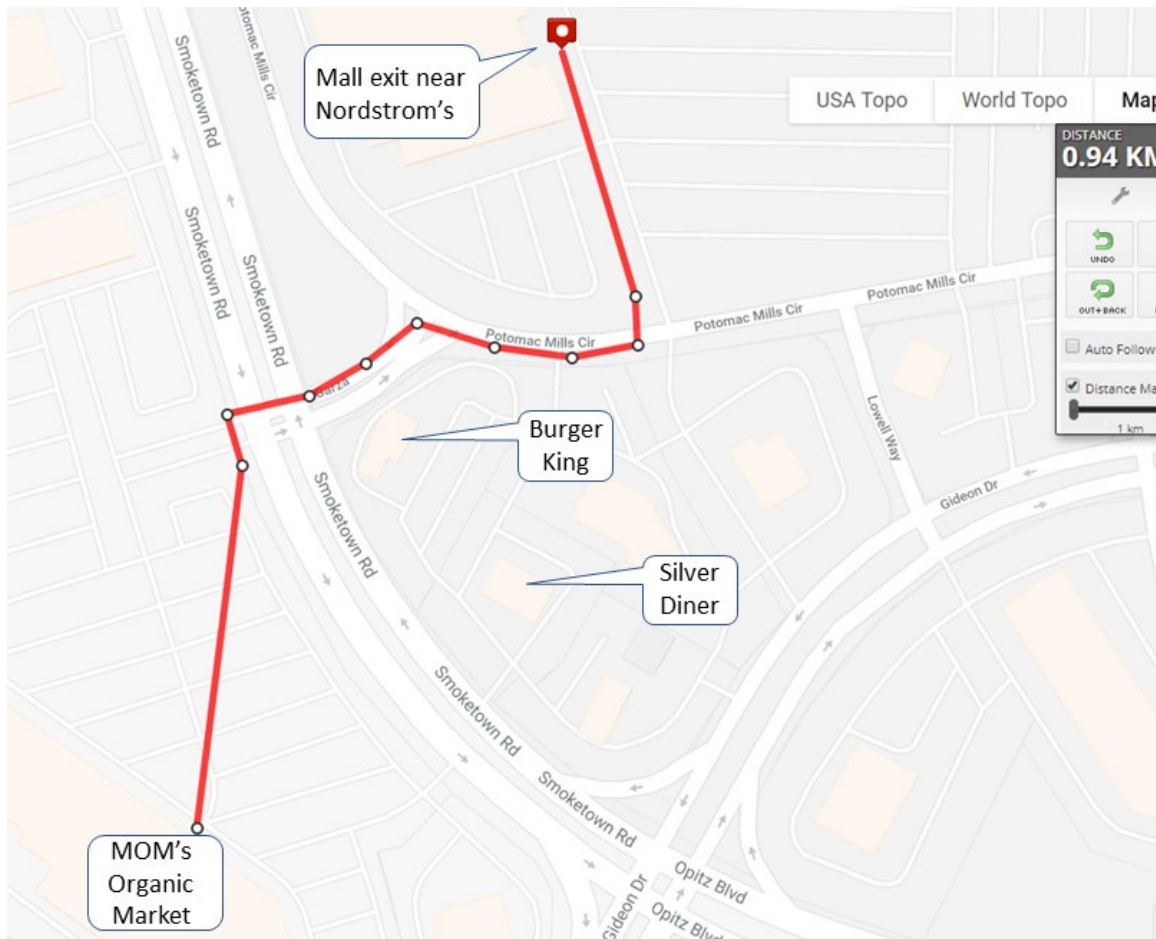 Smoketown Rd
Potomac Mills Cir
Mall exit near
Nordstrom's
USA Topo
World Topo
Map
DISTANCE
0.94 KM
UNDO
OUT+BACK
Auto Follow
Distance Ma
1 km
Smoketown Rd
Smoketown Rd
Potomac Mills Cir
Potomac Mills Cir
Potomac Mills Cir
arza
Burger
King
Lowell Way
Gideon Dr
Smoketown Rd
Silver
Diner
Smoketown Rd
Smoketown Rd
MOM's
Organic
Market
Opitz Blvd
Gideon Dr
Opitz Blvd